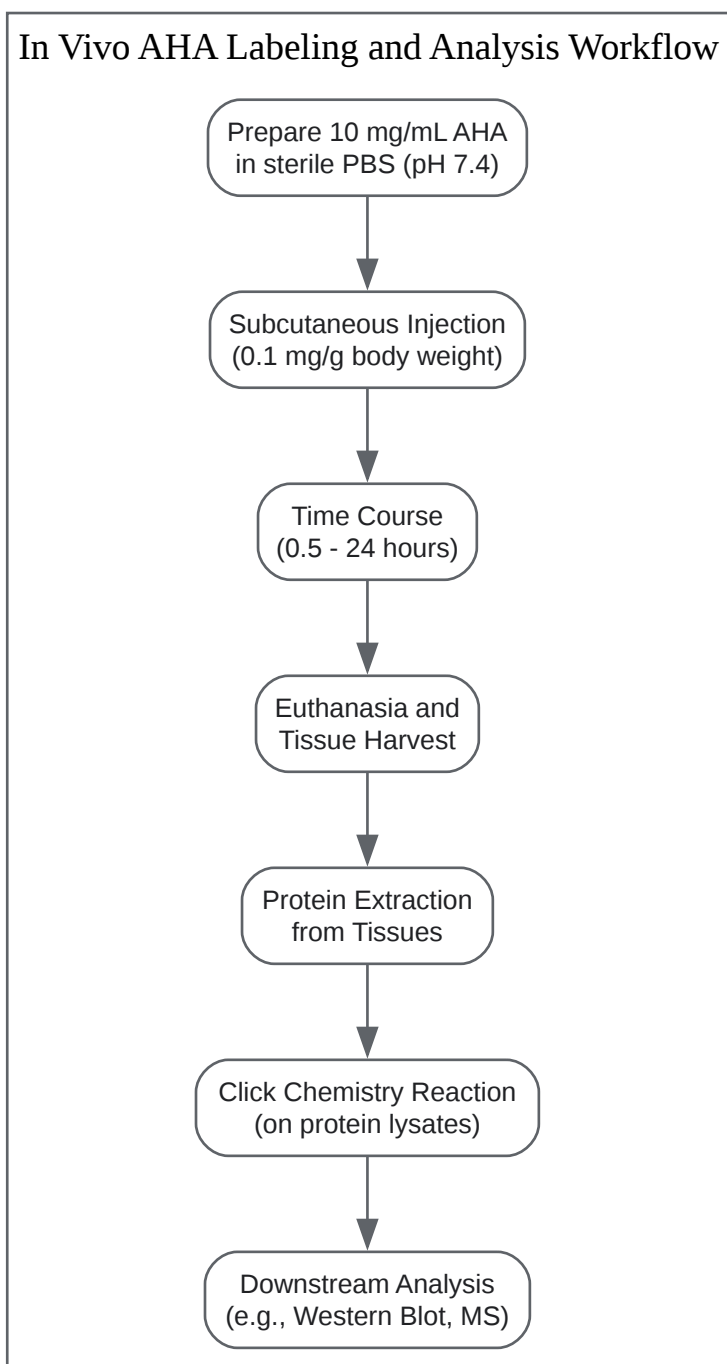 In Vivo AHA Labeling and Analysis Workflow
Prepare 10 mg/mL AHA
in sterile PBS (pH 7.4)
Subcutaneous Injection
(0.1 mg/g body weight)
Time Course
(0.5 - 24 hours)
Euthanasia and
Tissue Harvest
Protein Extraction
from Tissues
Click Chemistry Reaction
(on protein lysates)
Downstream Analysis
(e.g., Western Blot, MS)